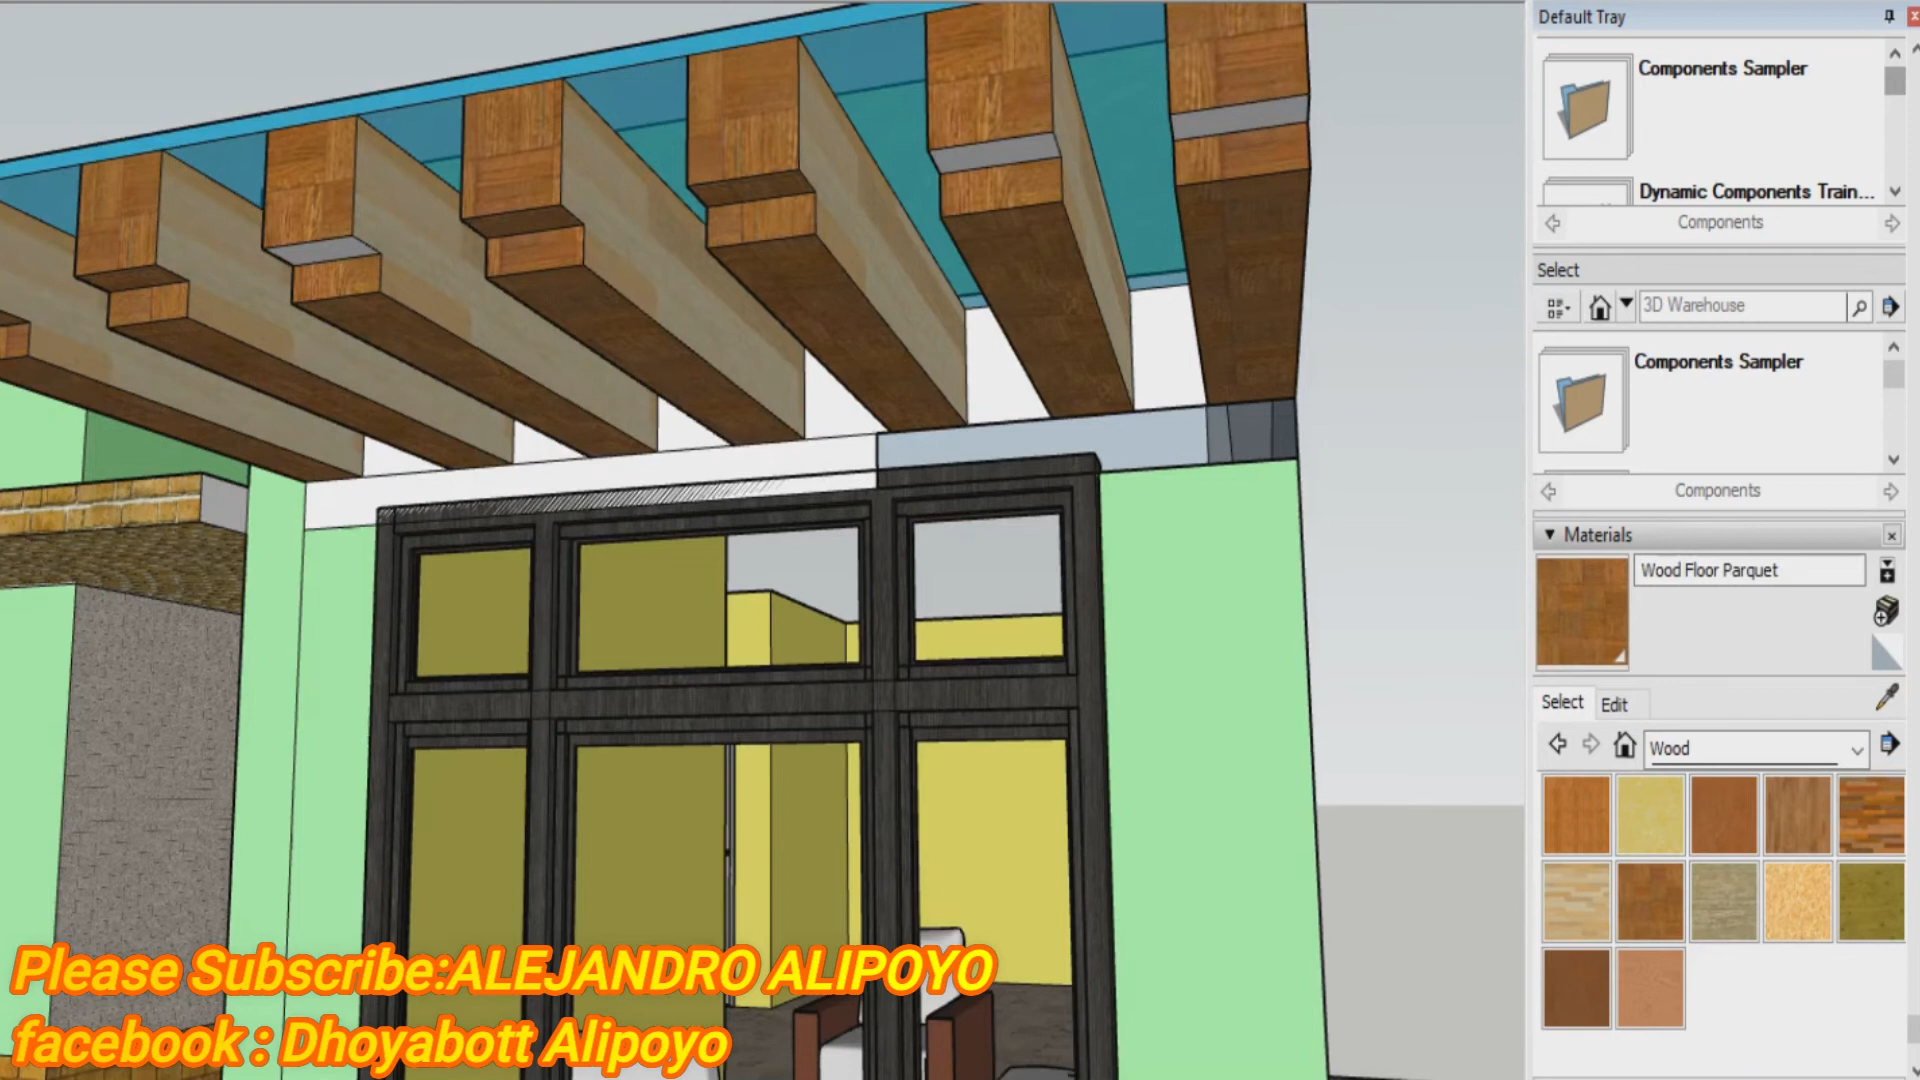 Default Tray
Components Sampler
Dynamic Components Train...
Components
Select
3D Warehouse
Components Sampler
Components
Materials
Wood Floor Parquet
Select Edit
Wood
Please Subscribe:ALEJANDRO ALIPOYO
facebook : Dhoyabott Alipoyo